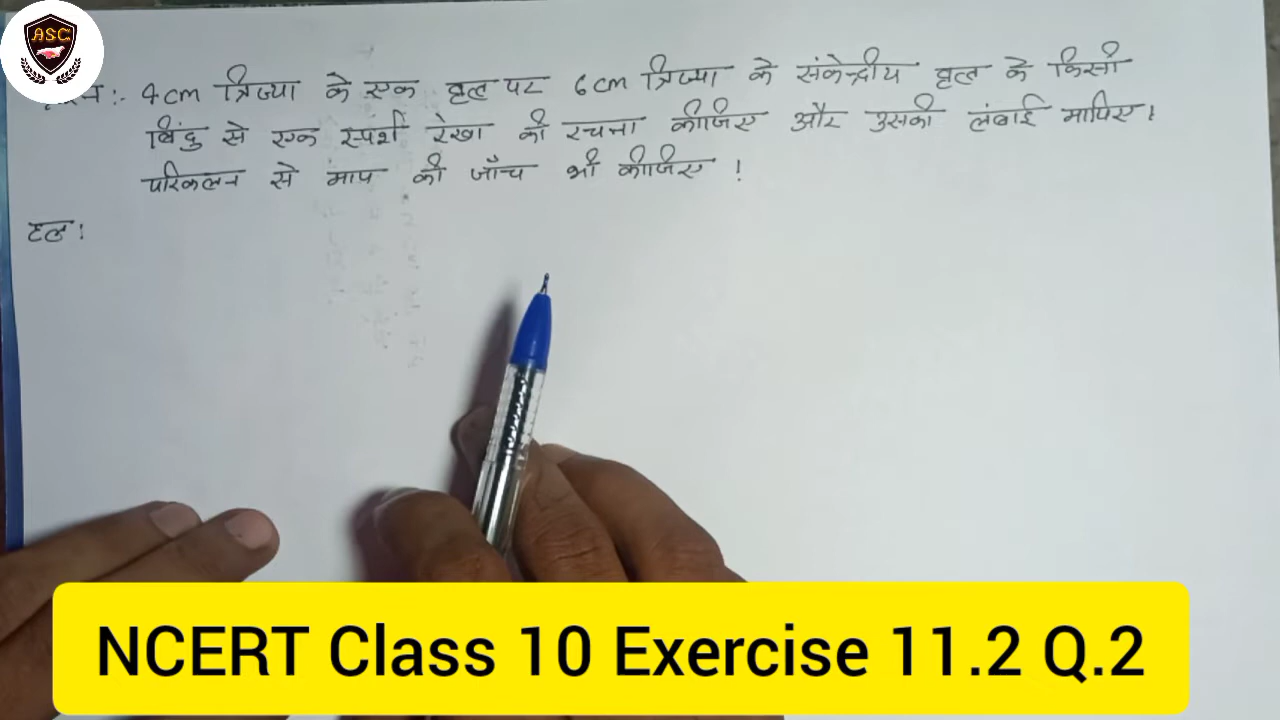 ASC
प्रश्न:- 4cm त्रिज्या के एक वृत्त पर 6cm त्रिज्या के संकेन्द्रीय वृत्त के किसी
बिंदु से एक स्पर्श रेखा की रचना कीजिए और उसकी लंबाई मापिए।
परिकलन से माप की जाँच भी कीजिए !
हल:
NCERT Class 10 Exercise 11.2 Q.2